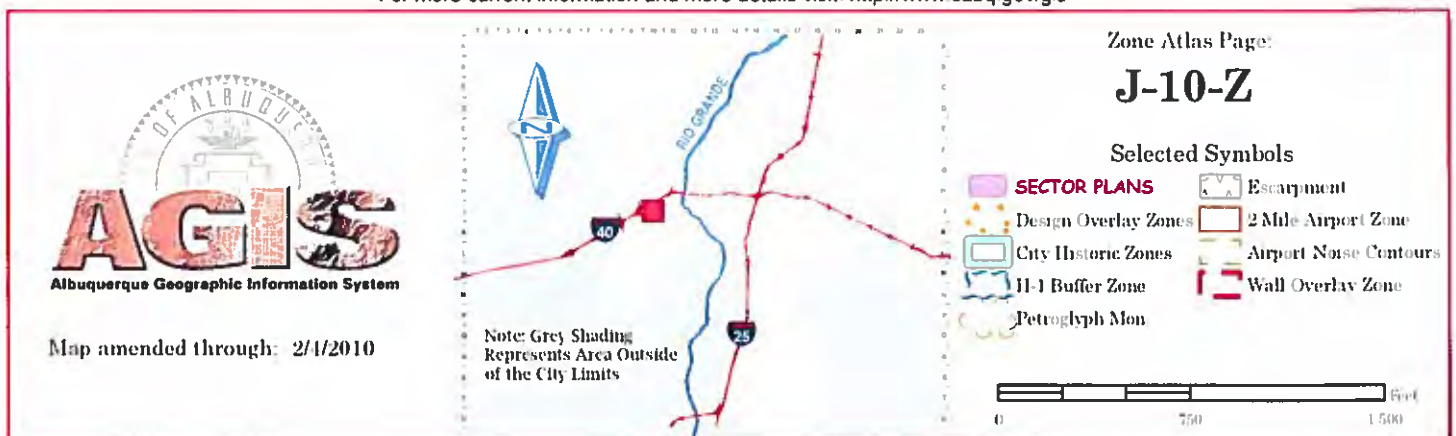 OF ALBUQUE
AGIS
Albuquerque Geographic Information System
Map amended through: 2/4/2010
RIO GRANDE
N
40
25
Note: Grey Shading
Represents Area Outside
of the City Limits
Zone Atlas Page:
J-10-Z
Selected Symbols
SECTOR PLANS
Escarpment
Design Overlay Zones
2 Mile Airport Zone
City Historic Zones
Airport Noise Contours
H-1 Buffer Zone
Wall Overlay Zone
Petroglyph Mon
Feet
0 750 1,500